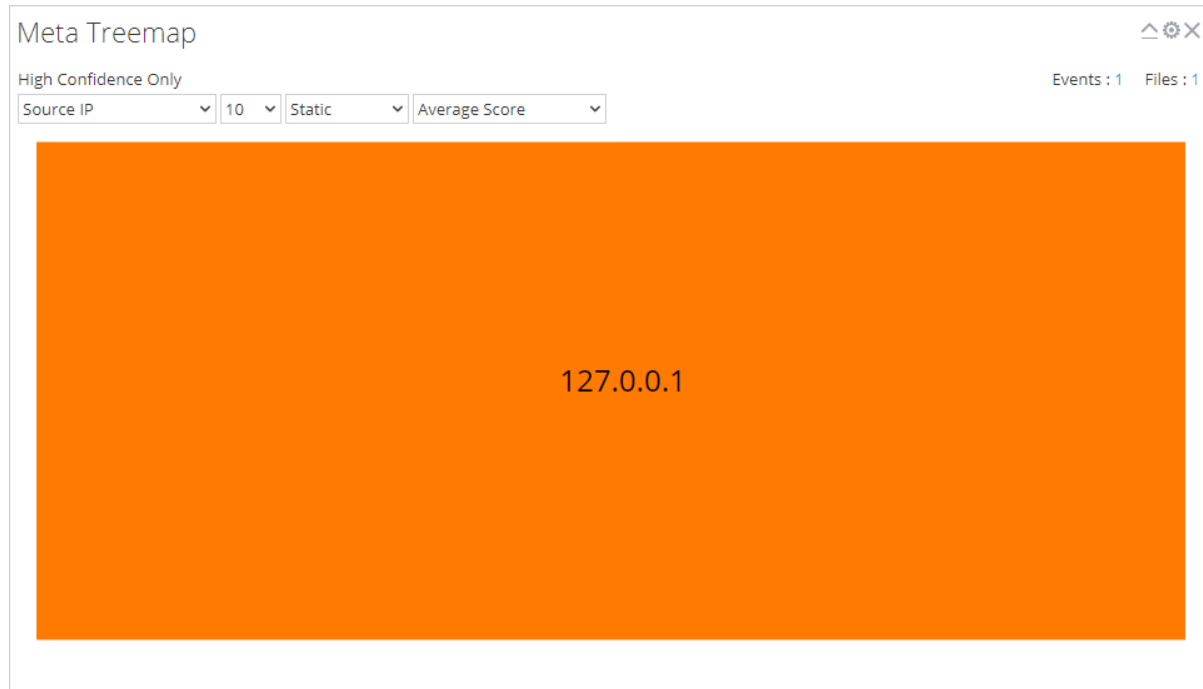 Meta Treemap
High Confidence Only
Events : 1 Files : 1
Source IP 10 Static Average Score
127.0.0.1